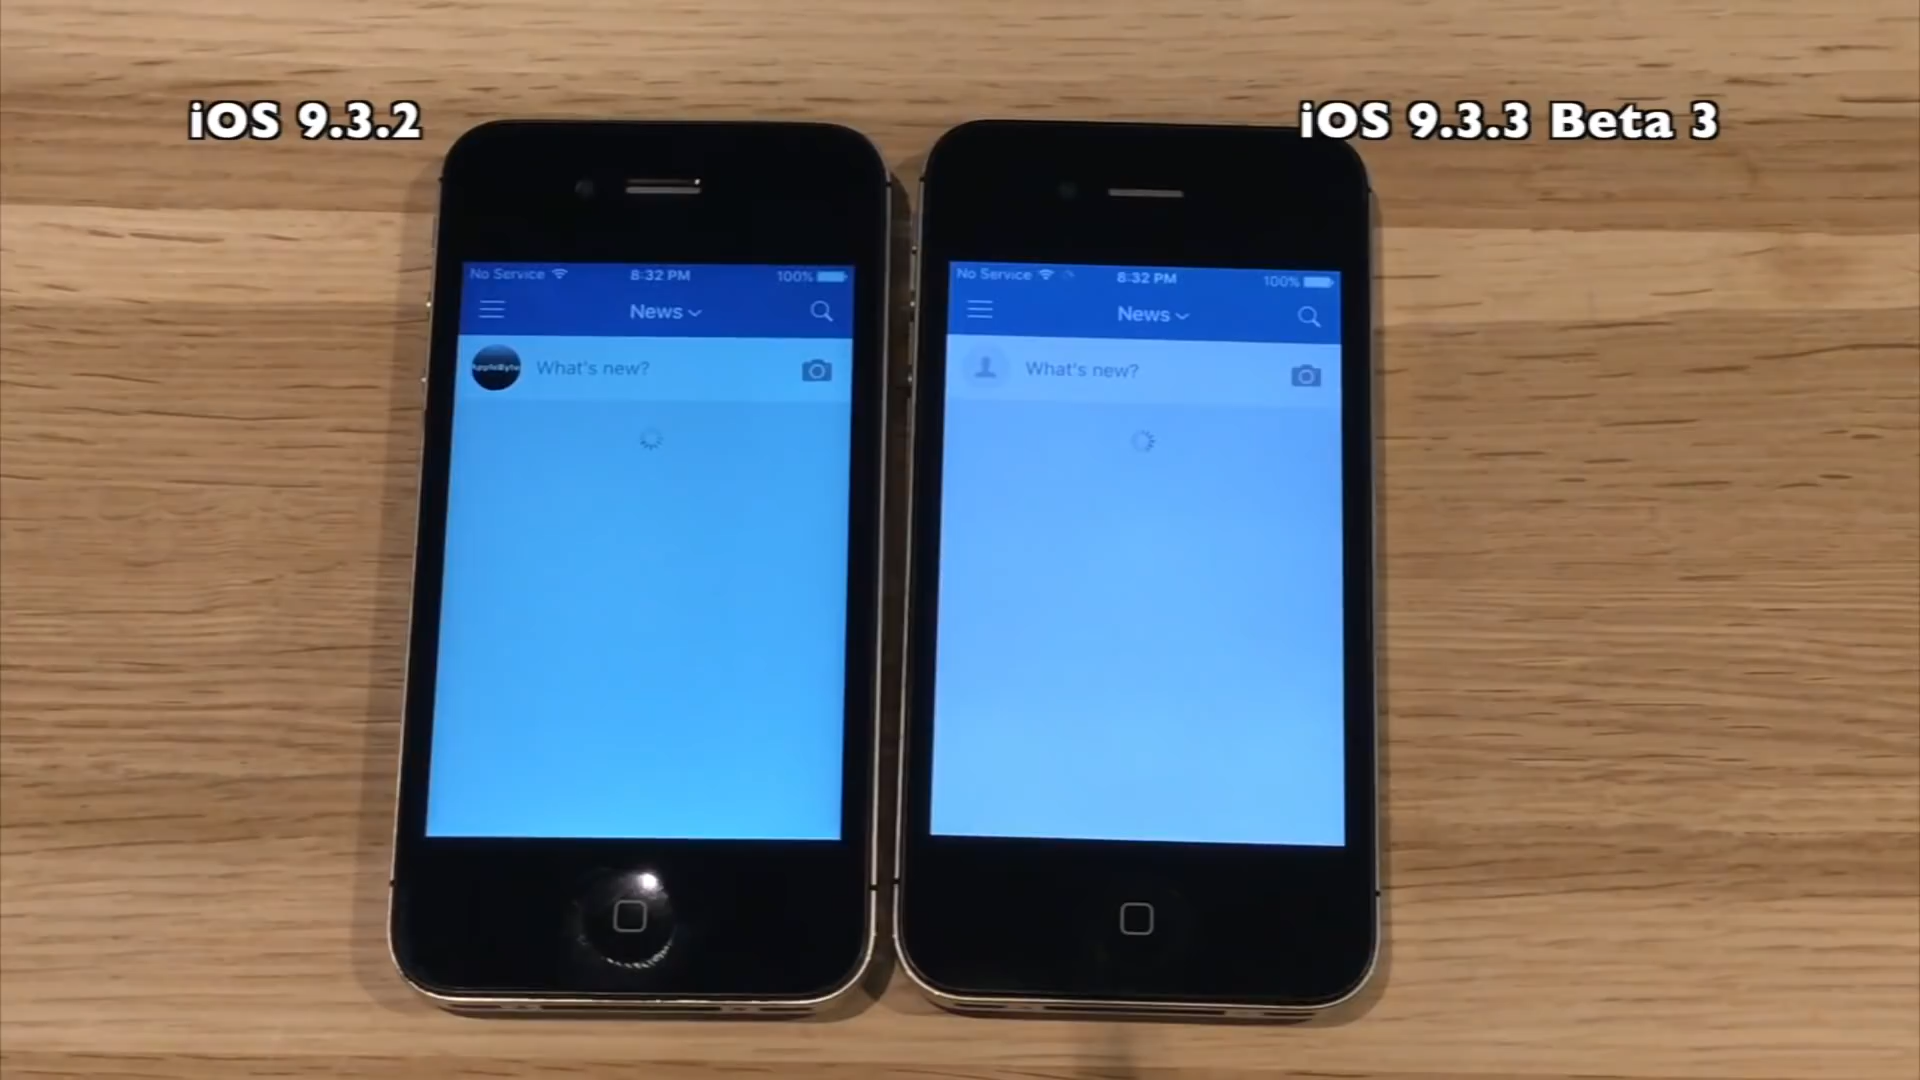 iOS 9.3.2
iOS 9.3.3 Beta 3
No Service
8:32 PM
100%
News
AppleByte
What's new?
No Service
8:32 PM
100%
News
What's new?